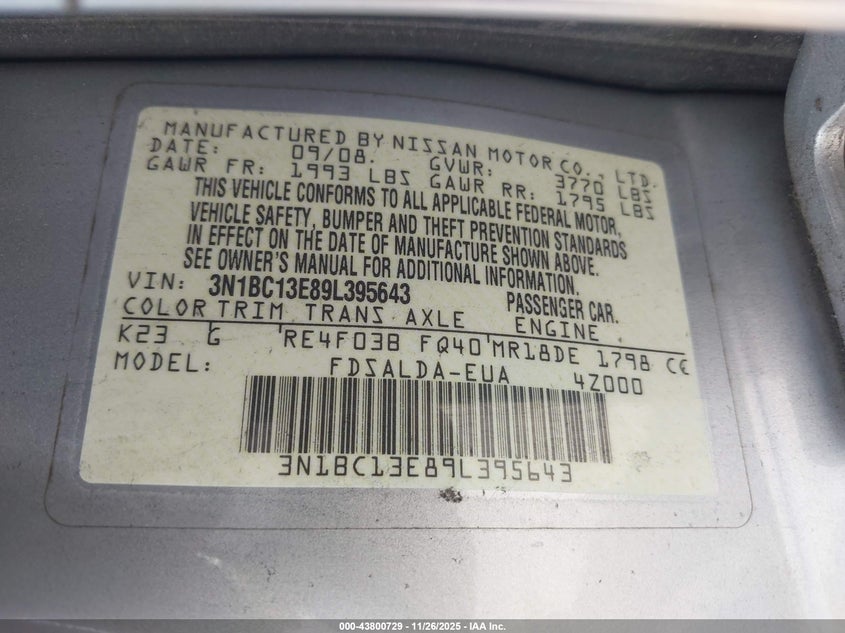 MANUFACTURED BY NISSAN MOTOR CO., LTD.
DATE: 09/08. GVWR: 3770 LBS
GAWR FR: 1993 LBS GAWR RR: 1795 LBS
THIS VEHICLE CONFORMS TO ALL APPLICABLE FEDERAL MOTOR
VEHICLE SAFETY, BUMPER AND THEFT PREVENTION STANDARDS
IN EFFECT ON THE DATE OF MANUFACTURE SHOWN ABOVE.
SEE OWNER'S MANUAL FOR ADDITIONAL INFORMATION.
VIN: 3N1BC13E89L395643 PASSENGER CAR.
COLOR TRIM TRANS AXLE ENGINE
K23 G RE4F03B FQ40 MR18DE 1798 CC
MODEL: FDSALDA-EUA 4Z000
3N1BC13E89L395643
000-43800729 - 11/26/2025 - IAA Inc.